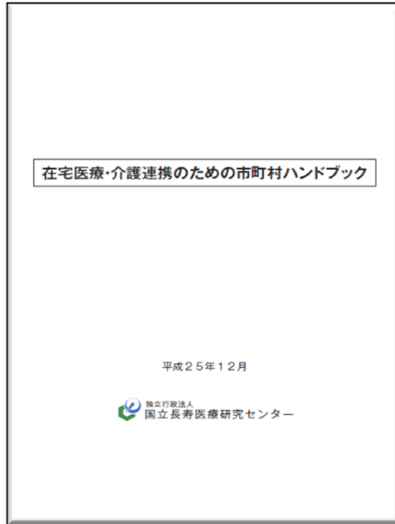 在宅医療・介護連携のための市町村ハンドブック
平成２５年１２月
独立行政法人
国立長寿医療研究センター